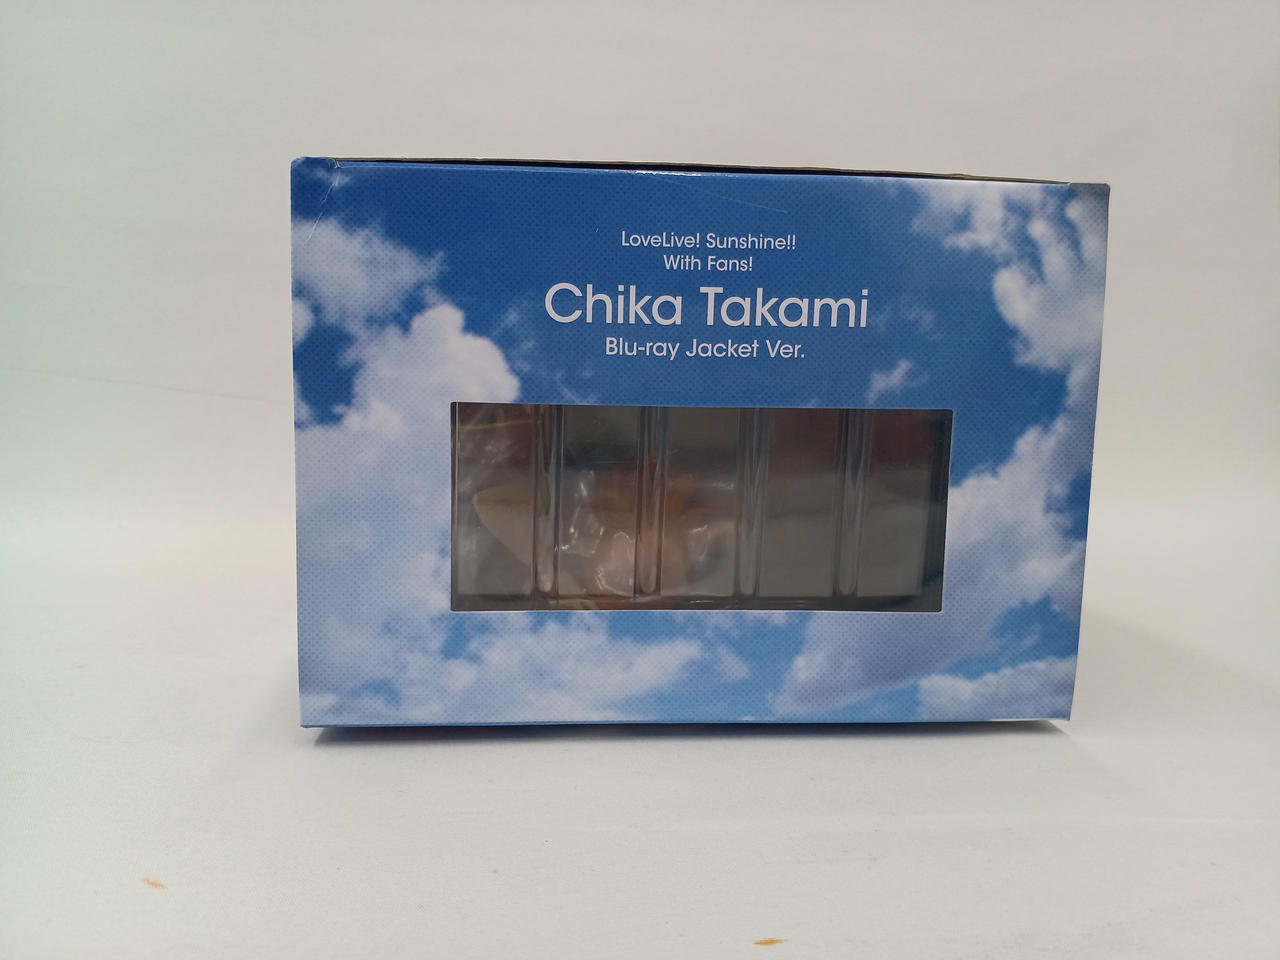 LoveLive! Sunshine!!
With Fans!
Chika Takami
Blu-ray Jacket Ver.